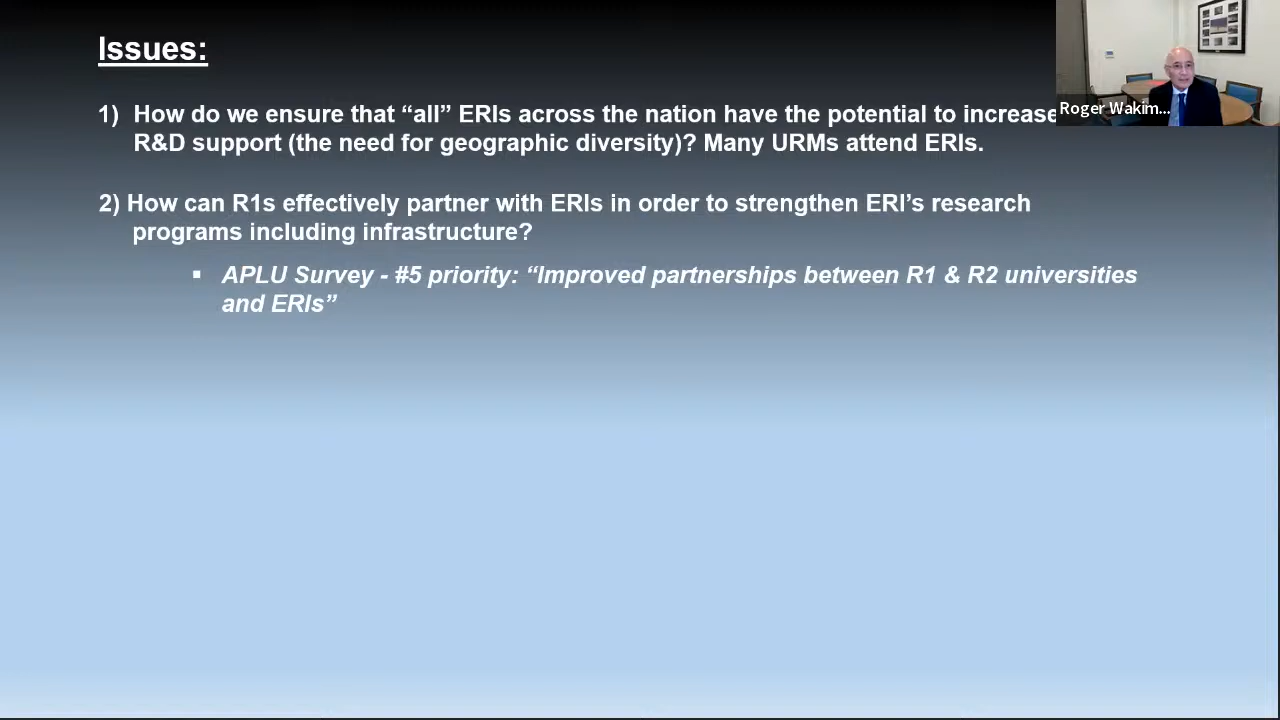 Issues:
1) How do we ensure that “all” ERIs across the nation have the potential to increase
R&D support (the need for geographic diversity)? Many URMs attend ERIs.
2) How can R1s effectively partner with ERIs in order to strengthen ERI’s research
programs including infrastructure?
▪ APLU Survey - #5 priority: “Improved partnerships between R1 & R2 universities
and ERIs”
Roger Wakim...